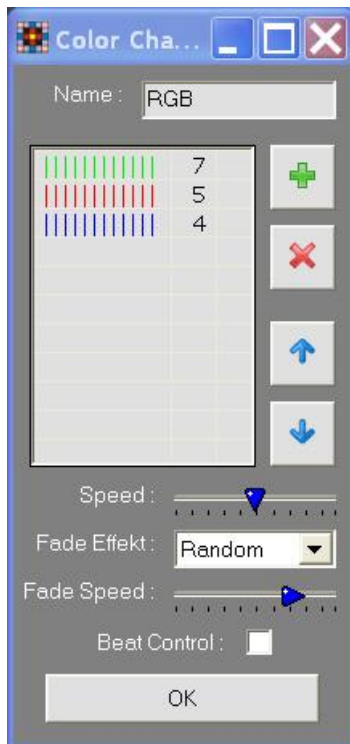 Color Cha...
Name : RGB
7
5
4
Speed :
Fade Effekt : Random
Fade Speed :
Beat Control :
OK